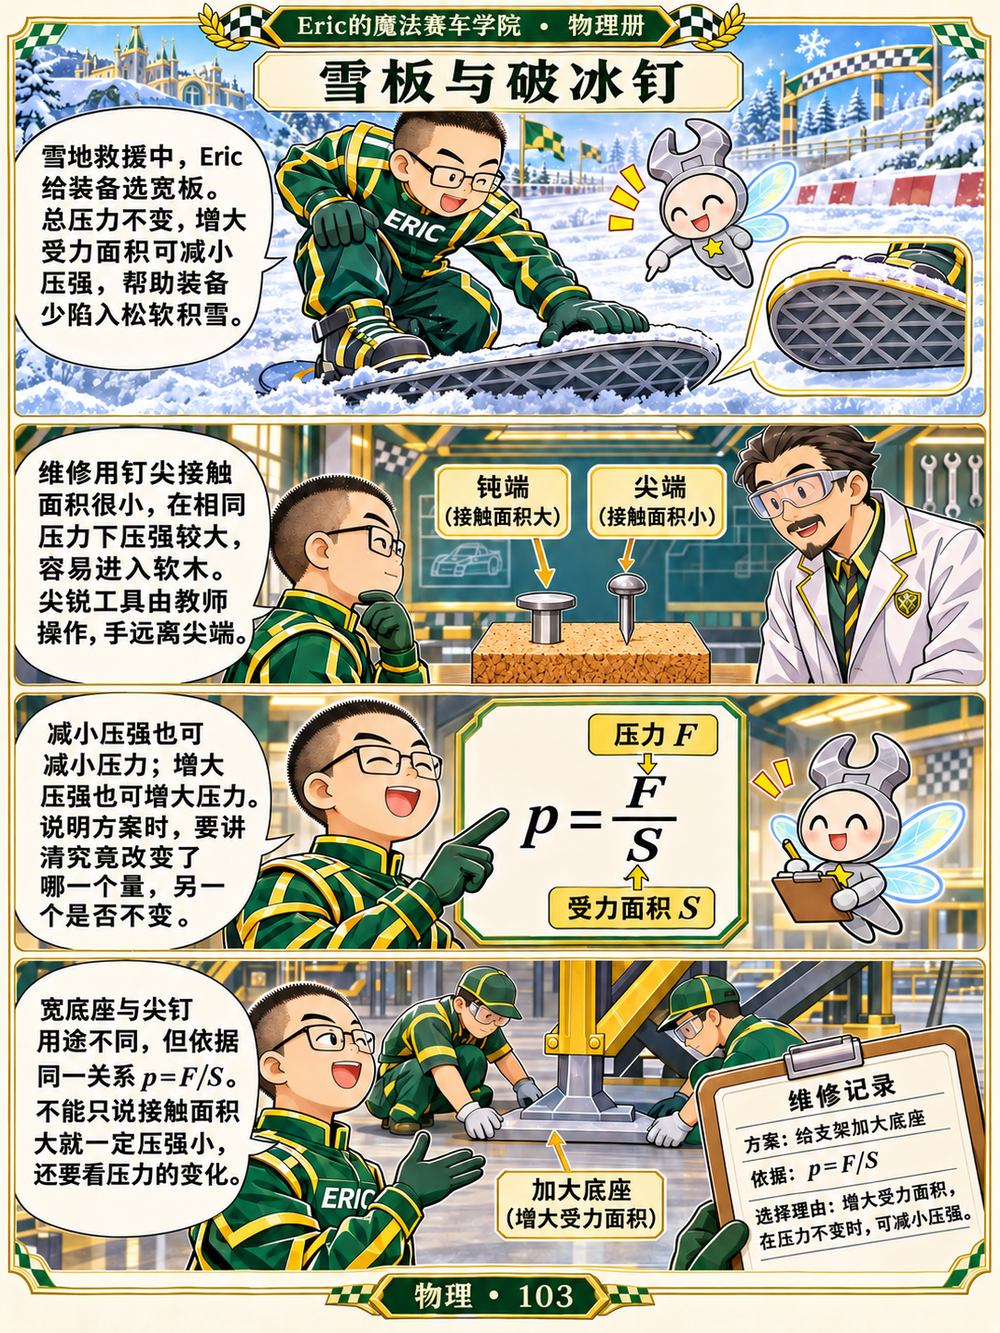 Eric的魔法赛车学院 · 物理册
雪板与破冰钉
雪地救援中，Eric
给装备选宽板。
总压力不变，增大
受力面积可减小
压强，帮助装备
少陷入松软积雪。
ERIC
维修用钉尖接触
面积很小，在相同
压力下压强较大，
容易进入软木。
尖锐工具由教师
操作，手远离尖端。
钝端
（接触面积大）
尖端
（接触面积小）
减小压强也可
减小压力；增大
压强也可增大压力。
说明方案时，要讲
清究竟改变了
哪一个量，另一
个是否不变。
压力 F
p = F/S
受力面积 S
宽底座与尖钉
用途不同，但依据
同一关系 p=F/S。
不能只说接触面积
大就一定压强小，
还要看压力的变化。
ERIC
加大底座
（增大受力面积）
维修记录
方案：给支架加大底座
依据：p=F/S
选择理由：增大受力面积，
在压力不变时，可减小压强。
物理 · 103